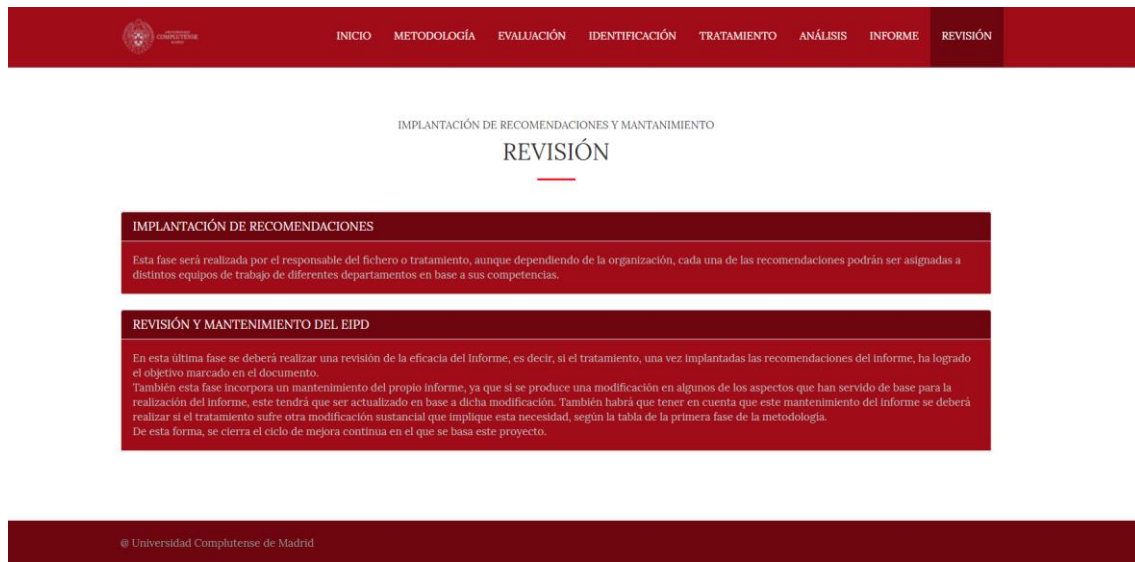 COMPLUTENSE
INICIO METODOLOGÍA EVALUACIÓN IDENTIFICACIÓN TRATAMIENTO ANÁLISIS INFORME REVISIÓN
IMPLANTACIÓN DE RECOMENDACIONES Y MANTANIMIENTO
REVISIÓN
IMPLANTACIÓN DE RECOMENDACIONES
Esta fase será realizada por el responsable del fichero o tratamiento, aunque dependiendo de la organización, cada una de las recomendaciones podrán ser asignadas a
distintos equipos de trabajo de diferentes departamentos en base a sus competencias.
REVISIÓN Y MANTENIMIENTO DEL EIPD
En esta última fase se deberá realizar una revisión de la eficacia del Informe, es decir, si el tratamiento, una vez implantadas las recomendaciones del informe, ha logrado
el objetivo marcado en el documento.
También esta fase incorpora un mantenimiento del propio informe, ya que si se produce una modificación en algunos de los aspectos que han servido de base para la
realización del informe, este tendrá que ser actualizado en base a dicha modificación. También habrá que tener en cuenta que este mantenimiento del informe se deberá
realizar si el tratamiento sufre otra modificación sustancial que implique esta necesidad, según la tabla de la primera fase de la metodología.
De esta forma, se cierra el ciclo de mejora continua en el que se basa este proyecto.
@ Universidad Complutense de Madrid